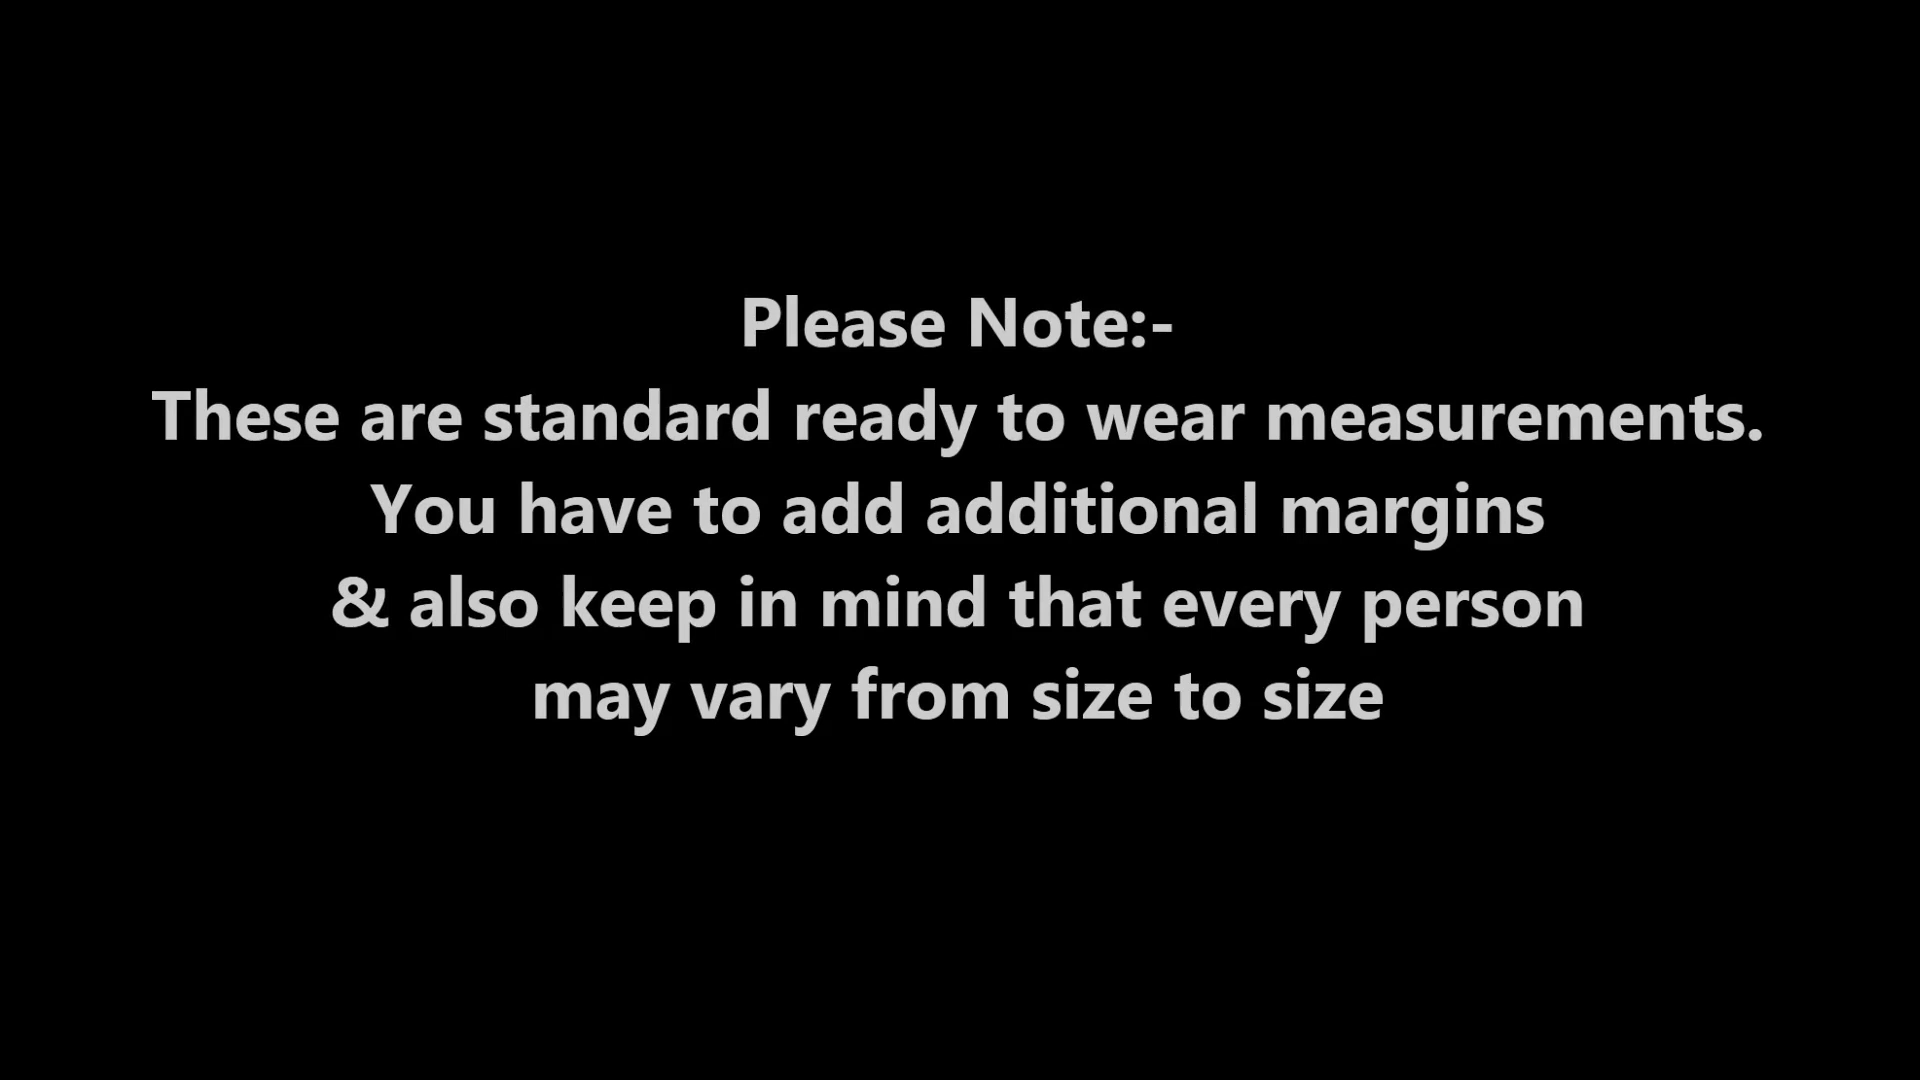 Please Note:-
These are standard ready to wear measurements.
You have to add additional margins
& also keep in mind that every person
may vary from size to size